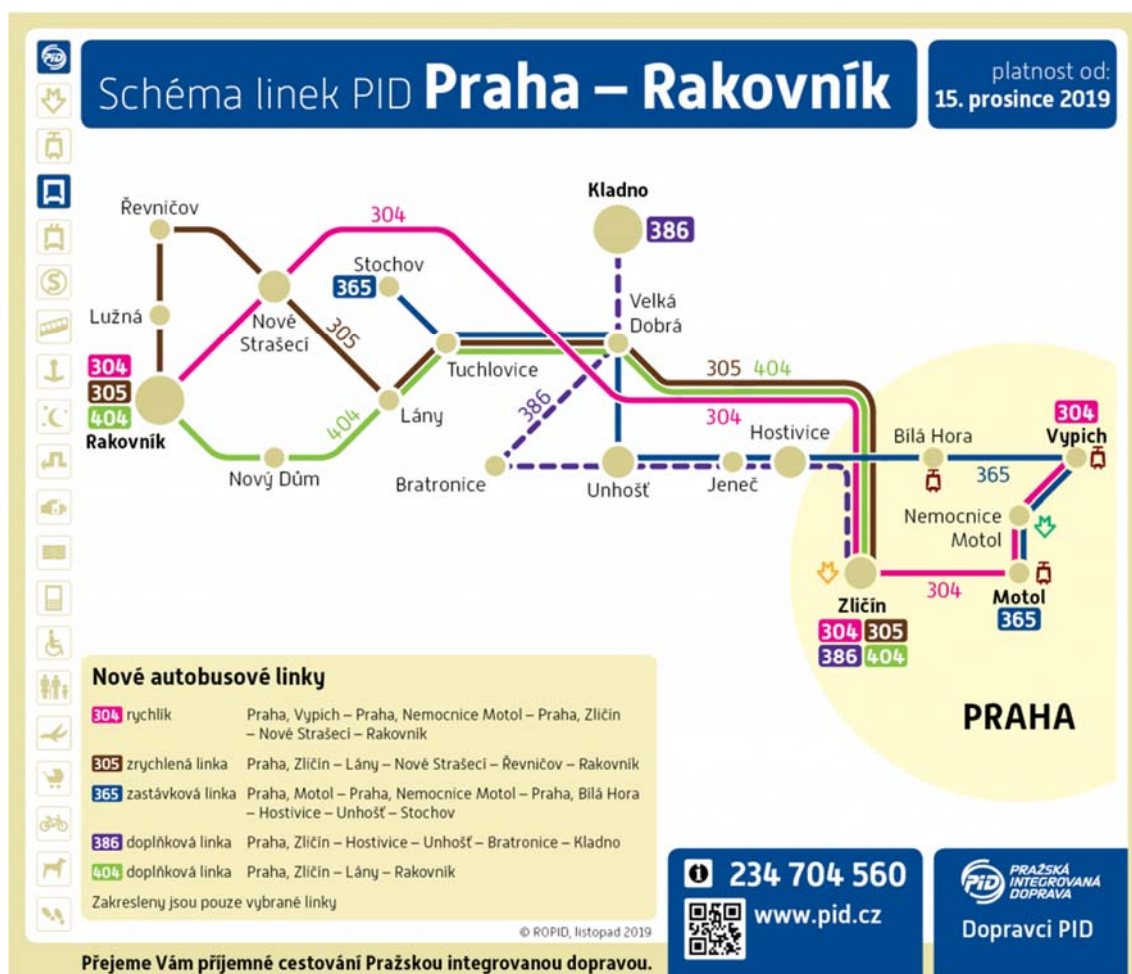 PID
Schéma linek PID Praha – Rakovník
platnost od:
15. prosince 2019
Řevničov
304
Kladno
386
Stochov
365
Lužná
Nové
Strašecí
305
Velká
Dobrá
Tuchlovice
304
305
404
Rakovník
404
Lány
386
305 404
304
Nový Dům
Bratronice
Unhošť
Jeneč
Hostivice
Bílá Hora
304
Vypich
365
Nemocnice
Motol
304
Motol
365
Zličín
304 305
386 404
PRAHA
Nové autobusové linky
304 rychlík Praha, Vypich – Praha, Nemocnice Motol – Praha, Zličín
– Nové Strašecí – Rakovník
305 zrychlená linka Praha, Zličín – Lány – Nové Strašecí – Řevničov – Rakovník
365 zastávková linka Praha, Motol – Praha, Nemocnice Motol – Praha, Bílá Hora
– Hostivice – Unhošť – Stochov
386 doplňková linka Praha, Zličín – Hostivice – Unhošť – Bratronice – Kladno
404 doplňková linka Praha, Zličín – Lány – Rakovník
Zakresleny jsou pouze vybrané linky
© ROPID, listopad 2019
234 704 560
www.pid.cz
PID PRAŽSKÁ
INTEGROVANÁ
DOPRAVA
Dopravci PID
Přejeme Vám příjemné cestování Pražskou integrovanou dopravou.